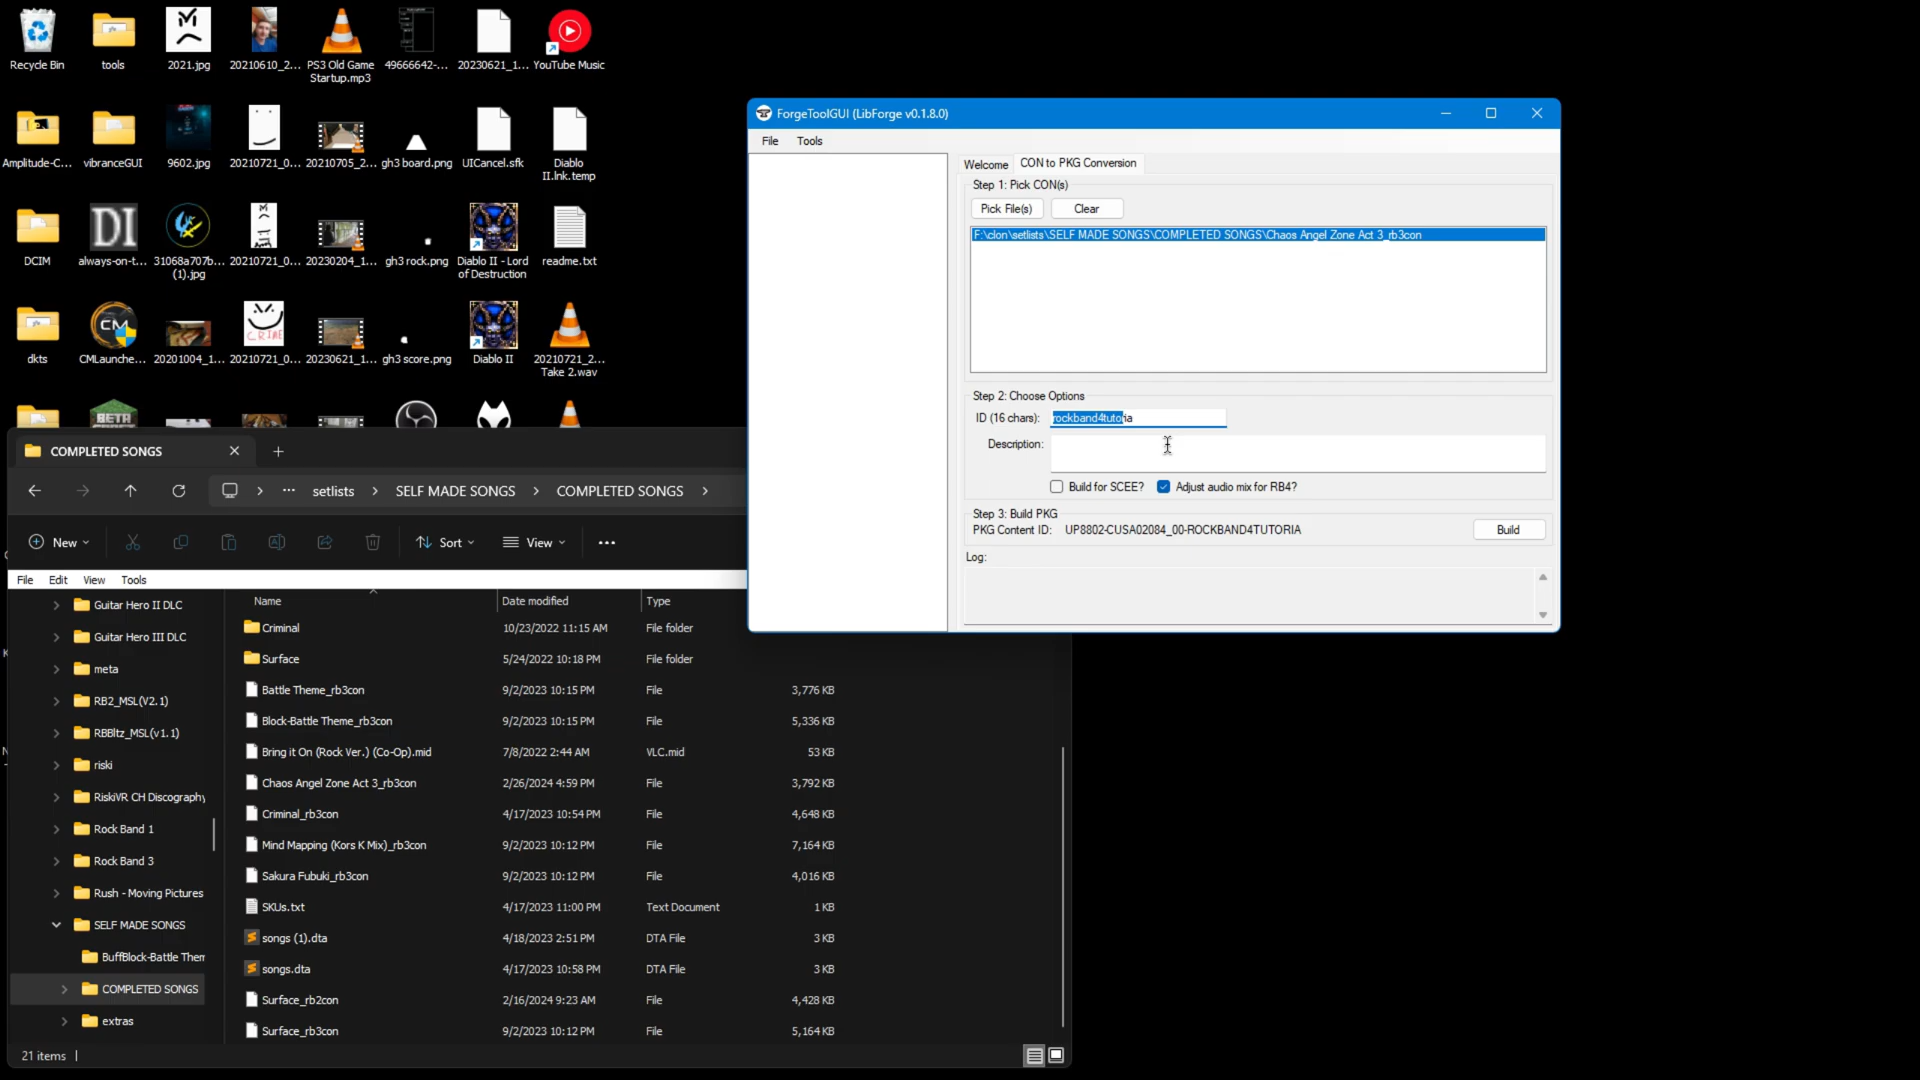 Recycle Bin
tools
2021.jpg
20210610_2...
PS3 Old Game
Startup.mp3
49666642-...
20230621_1...
YouTube Music
Amplitude-C...
vibranceGUI
9602.jpg
20210721_0...
20210705_2...
gh3 board.png
UICancel.sfk
Diablo
II.lnk.temp
DCIM
DI
always-on-t...
31068a707b...
(1).jpg
20210721_0...
20230204_1...
gh3 rock.png
Diablo II - Lord
of Destruction
readme.txt
dkts
CM
CMLaunche...
20201004_1...
CRIME
20210721_0...
20230621_1...
gh3 score.png
Diablo II
20210721_2...
Take 2.wav
BETA
ForgeToolGUI (LibForge v0.1.8.0)
File
Tools
Welcome
CON to PKG Conversion
Step 1: Pick CON(s)
Pick File(s)
Clear
F:\clon\setlists\SELF MADE SONGS\COMPLETED SONGS\Chaos Angel Zone Act 3_rb3con
Step 2: Choose Options
ID (16 chars):
rockband4tutoria
Description:
Build for SCEE?
Adjust audio mix for RB4?
Step 3: Build PKG
PKG Content ID:
UP8802-CUSA02084_00-ROCKBAND4TUTORIA
Build
Log:
COMPLETED SONGS
setlists
SELF MADE SONGS
COMPLETED SONGS
New
Sort
View
File
Edit
View
Tools
Guitar Hero II DLC
Guitar Hero III DLC
meta
RB2_MSL(V2.1)
RBBltz_MSL(v1.1)
riski
RiskiVR CH Discography
Rock Band 1
Rock Band 3
Rush - Moving Pictures
SELF MADE SONGS
BuffBlock-Battle Them
COMPLETED SONGS
extras
Name
Date modified
Type
Criminal 10/23/2022 11:15 AM File folder
Surface 5/24/2022 10:18 PM File folder
Battle Theme_rb3con 9/2/2023 10:15 PM File 3,776 KB
Block-Battle Theme_rb3con 9/2/2023 10:15 PM File 5,336 KB
Bring it On (Rock Ver.) (Co-Op).mid 7/8/2022 2:44 AM VLC.mid 53 KB
Chaos Angel Zone Act 3_rb3con 2/26/2024 4:59 PM File 3,792 KB
Criminal_rb3con 4/17/2023 10:54 PM File 4,648 KB
Mind Mapping (Kors K Mix)_rb3con 9/2/2023 10:12 PM File 7,164 KB
Sakura Fubuki_rb3con 9/2/2023 10:12 PM File 4,016 KB
SKUs.txt 4/17/2023 11:00 PM Text Document 1 KB
songs (1).dta 4/18/2023 2:51 PM DTA File 3 KB
songs.dta 4/17/2023 10:58 PM DTA File 3 KB
Surface_rb2con 2/16/2024 9:23 AM File 4,428 KB
Surface_rb3con 9/2/2023 10:12 PM File 5,164 KB
21 items